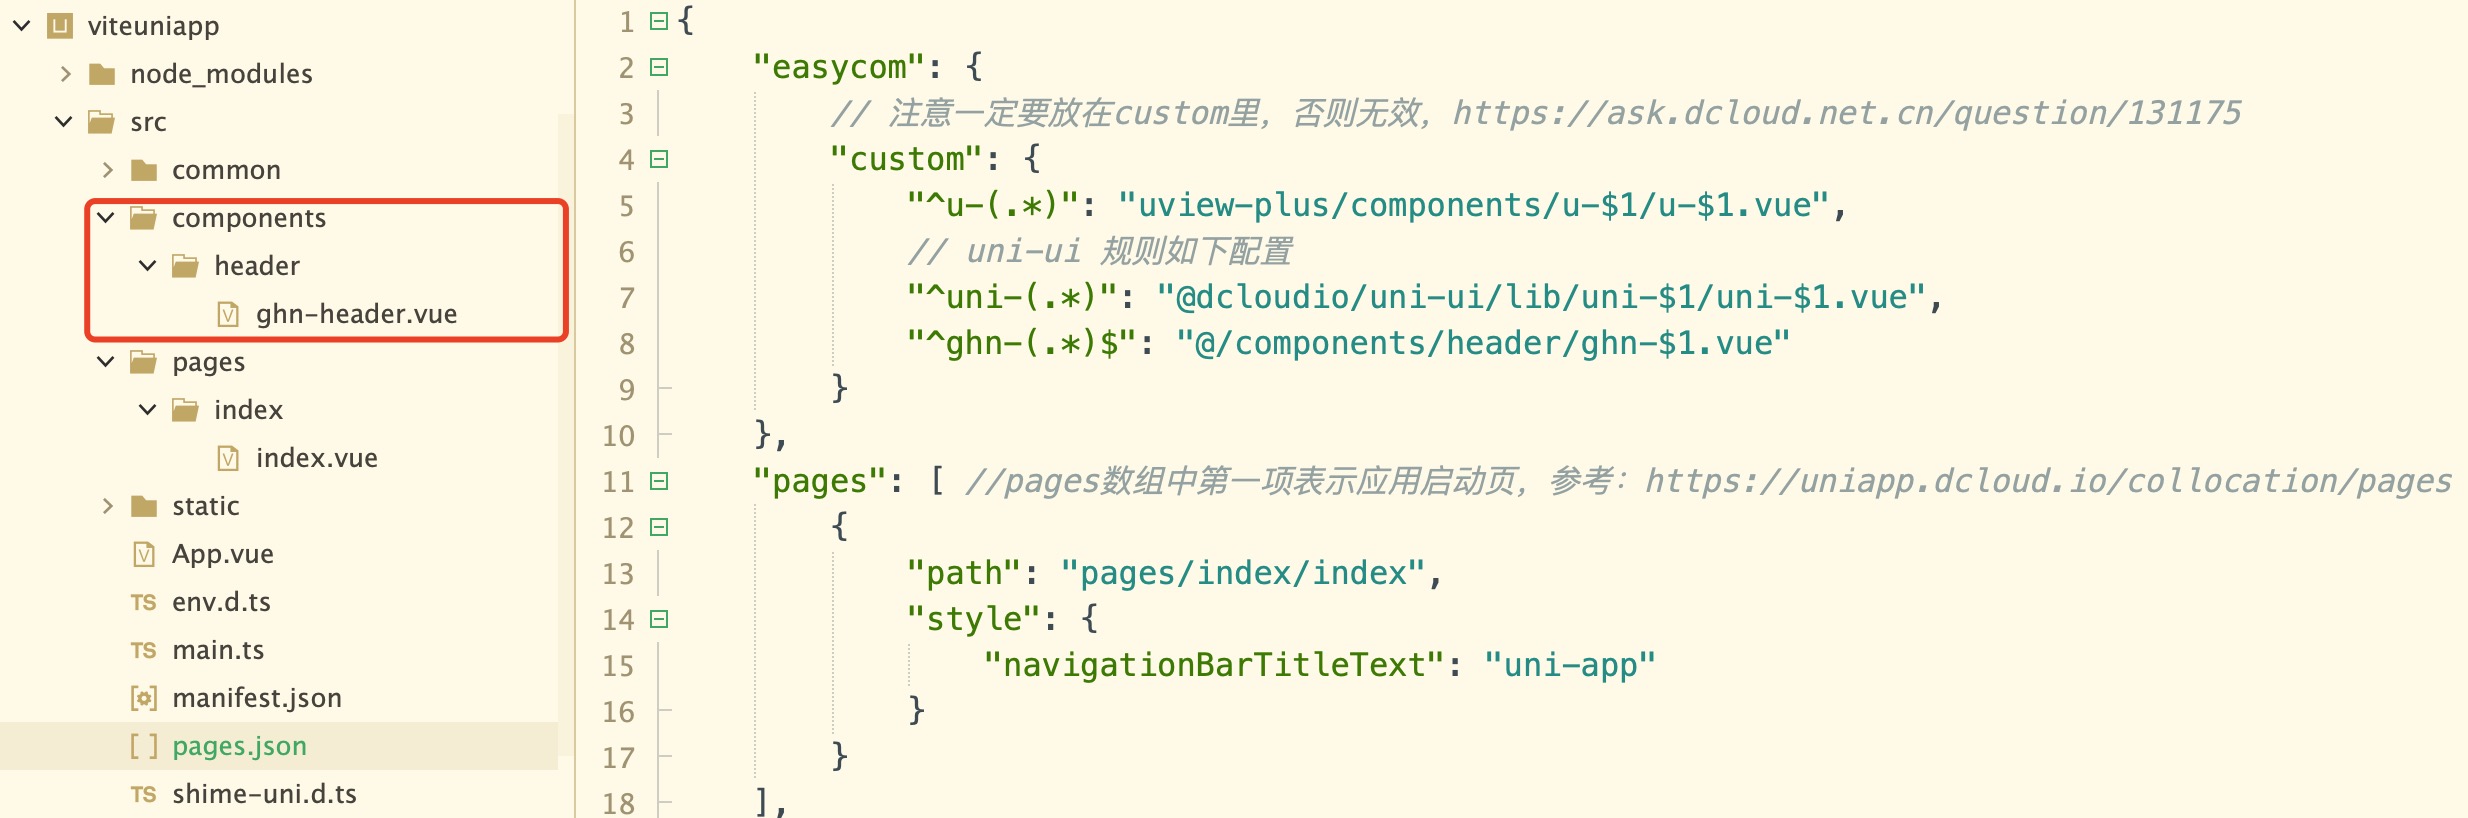 viteuniapp
node_modules
src
common
components
header
ghn-header.vue
pages
index
index.vue
static
App.vue
TS env.d.ts
TS main.ts
manifest.json
[ ] pages.json
TS shime-uni.d.ts
1 {
2 "easycom": {
3 // 注意一定要放在custom里，否则无效，https://ask.dcloud.net.cn/question/131175
4 "custom": {
5 "^u-(.*)": "uview-plus/components/u-$1/u-$1.vue",
6 // uni-ui 规则如下配置
7 "^uni-(.*)": "@dcloudio/uni-ui/lib/uni-$1/uni-$1.vue",
8 "^ghn-(.*)$": "@/components/header/ghn-$1.vue"
9 }
10 },
11 "pages": [ //pages数组中第一项表示应用启动页，参考：https://uniapp.dcloud.io/collocation/pages
12 {
13 "path": "pages/index/index",
14 "style": {
15 "navigationBarTitleText": "uni-app"
16 }
17 }
18 ],